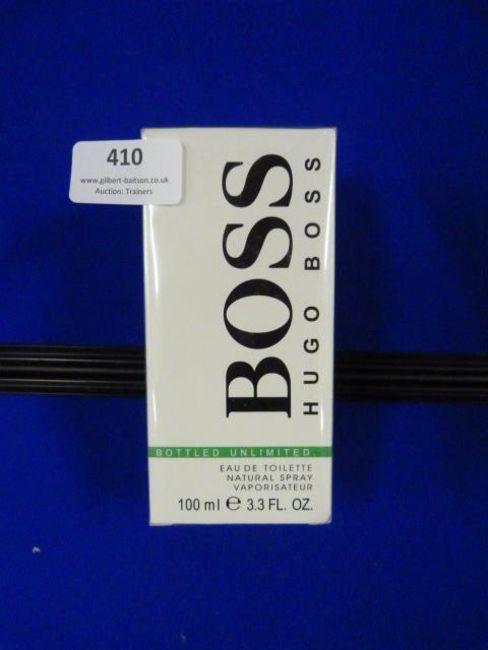 410
www.gilbert-baitson.co.uk
Auction: Trainers
BOSS
HUGO BOSS
BOTTLED UNLIMITED.
EAU DE TOILETTE
NATURAL SPRAY
VAPORISATEUR
100 ml ℮ 3.3 FL. OZ.